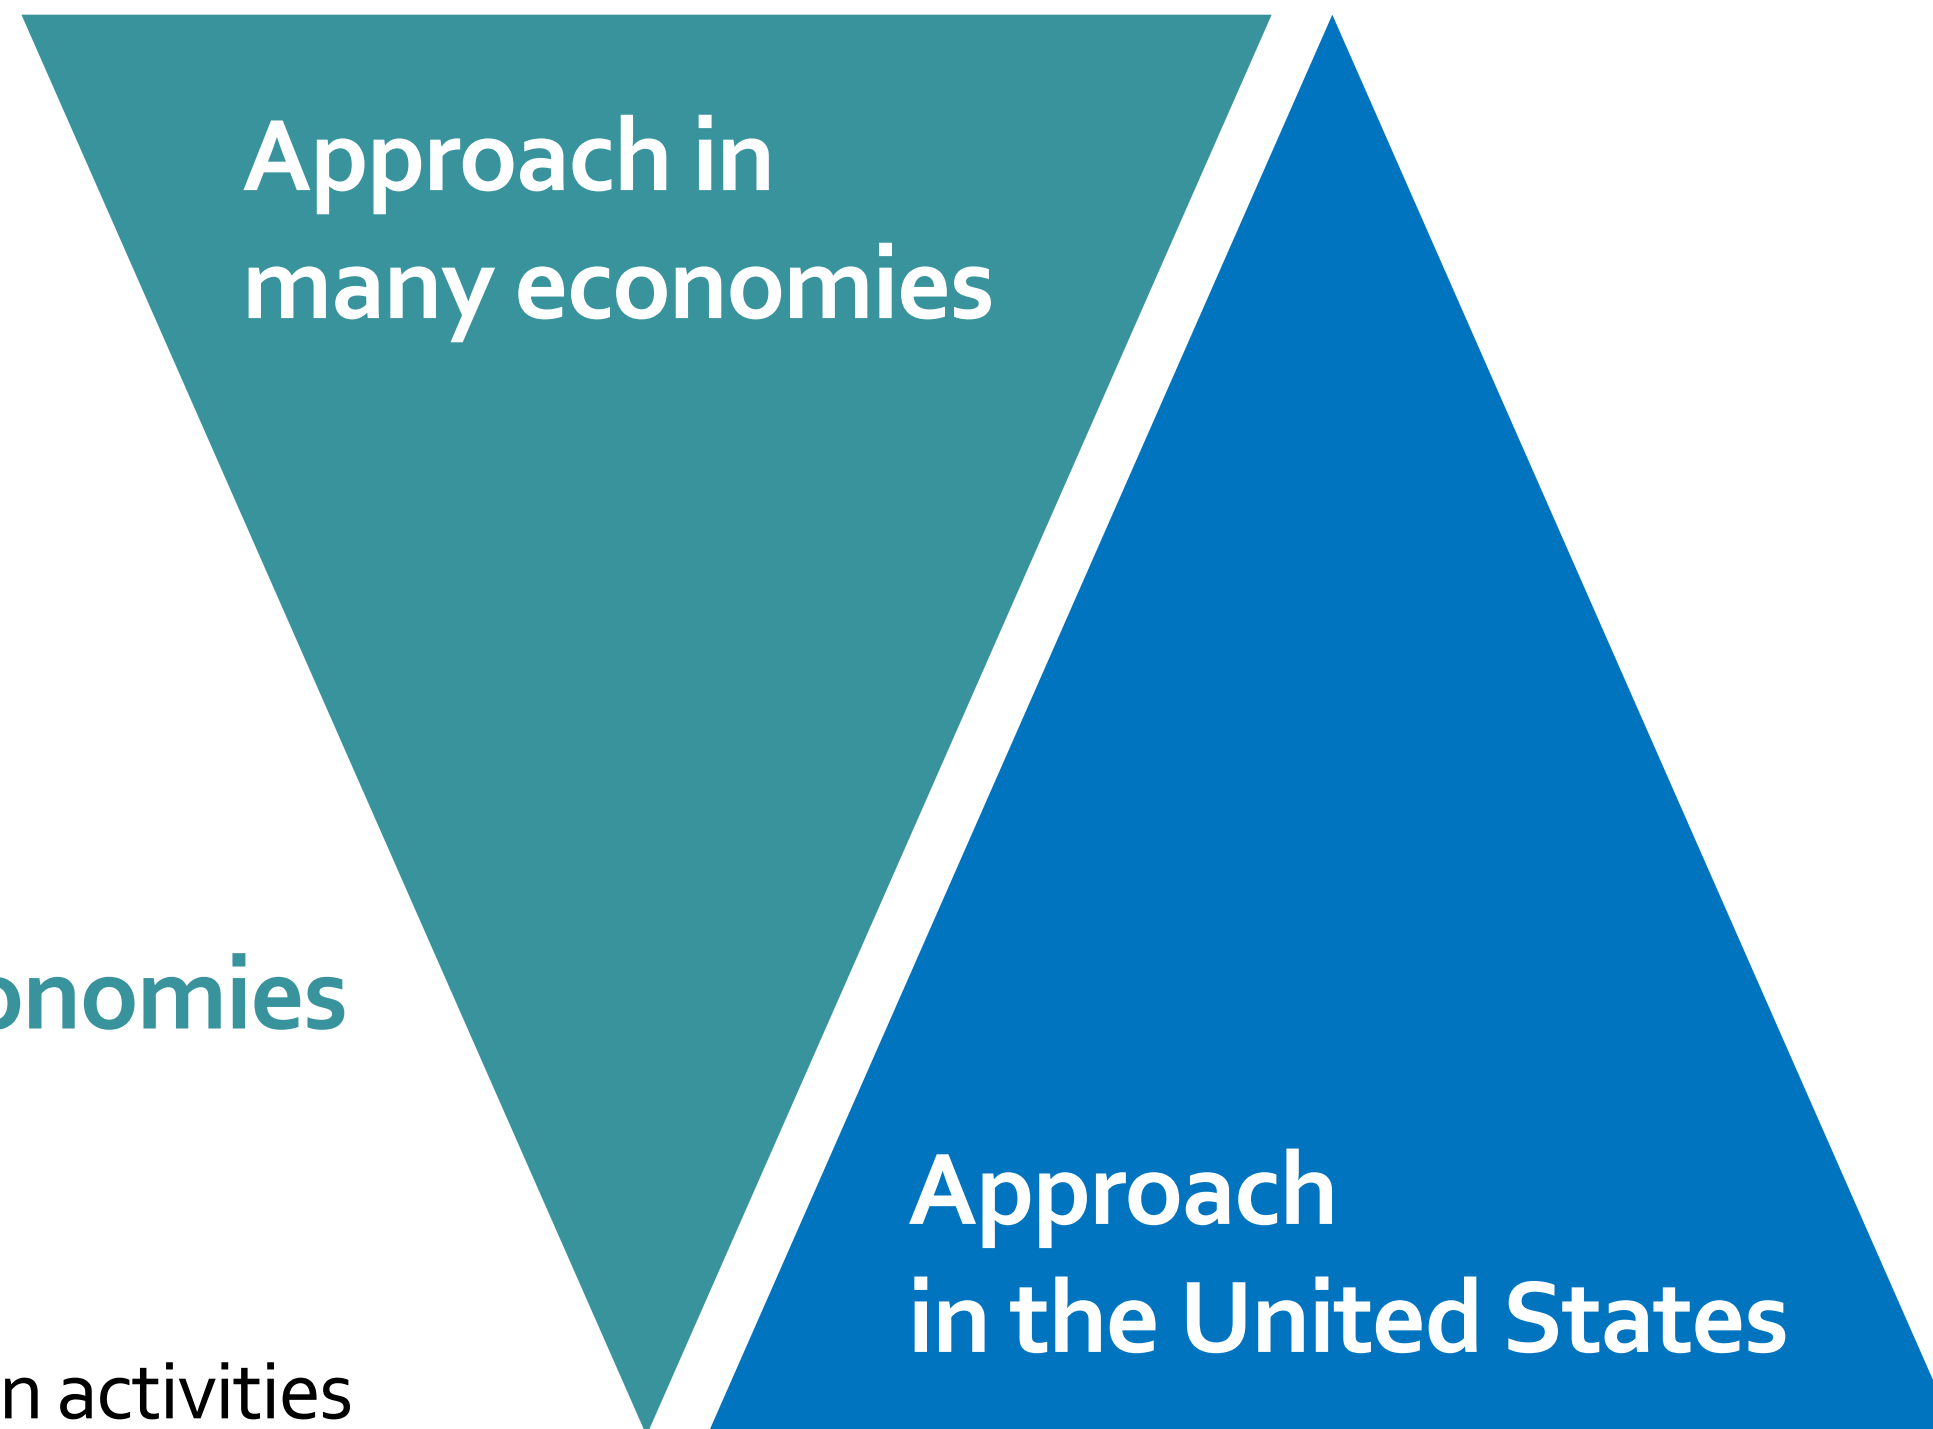 Approach in
many economies
onomies
Approach
in the United States
n activities